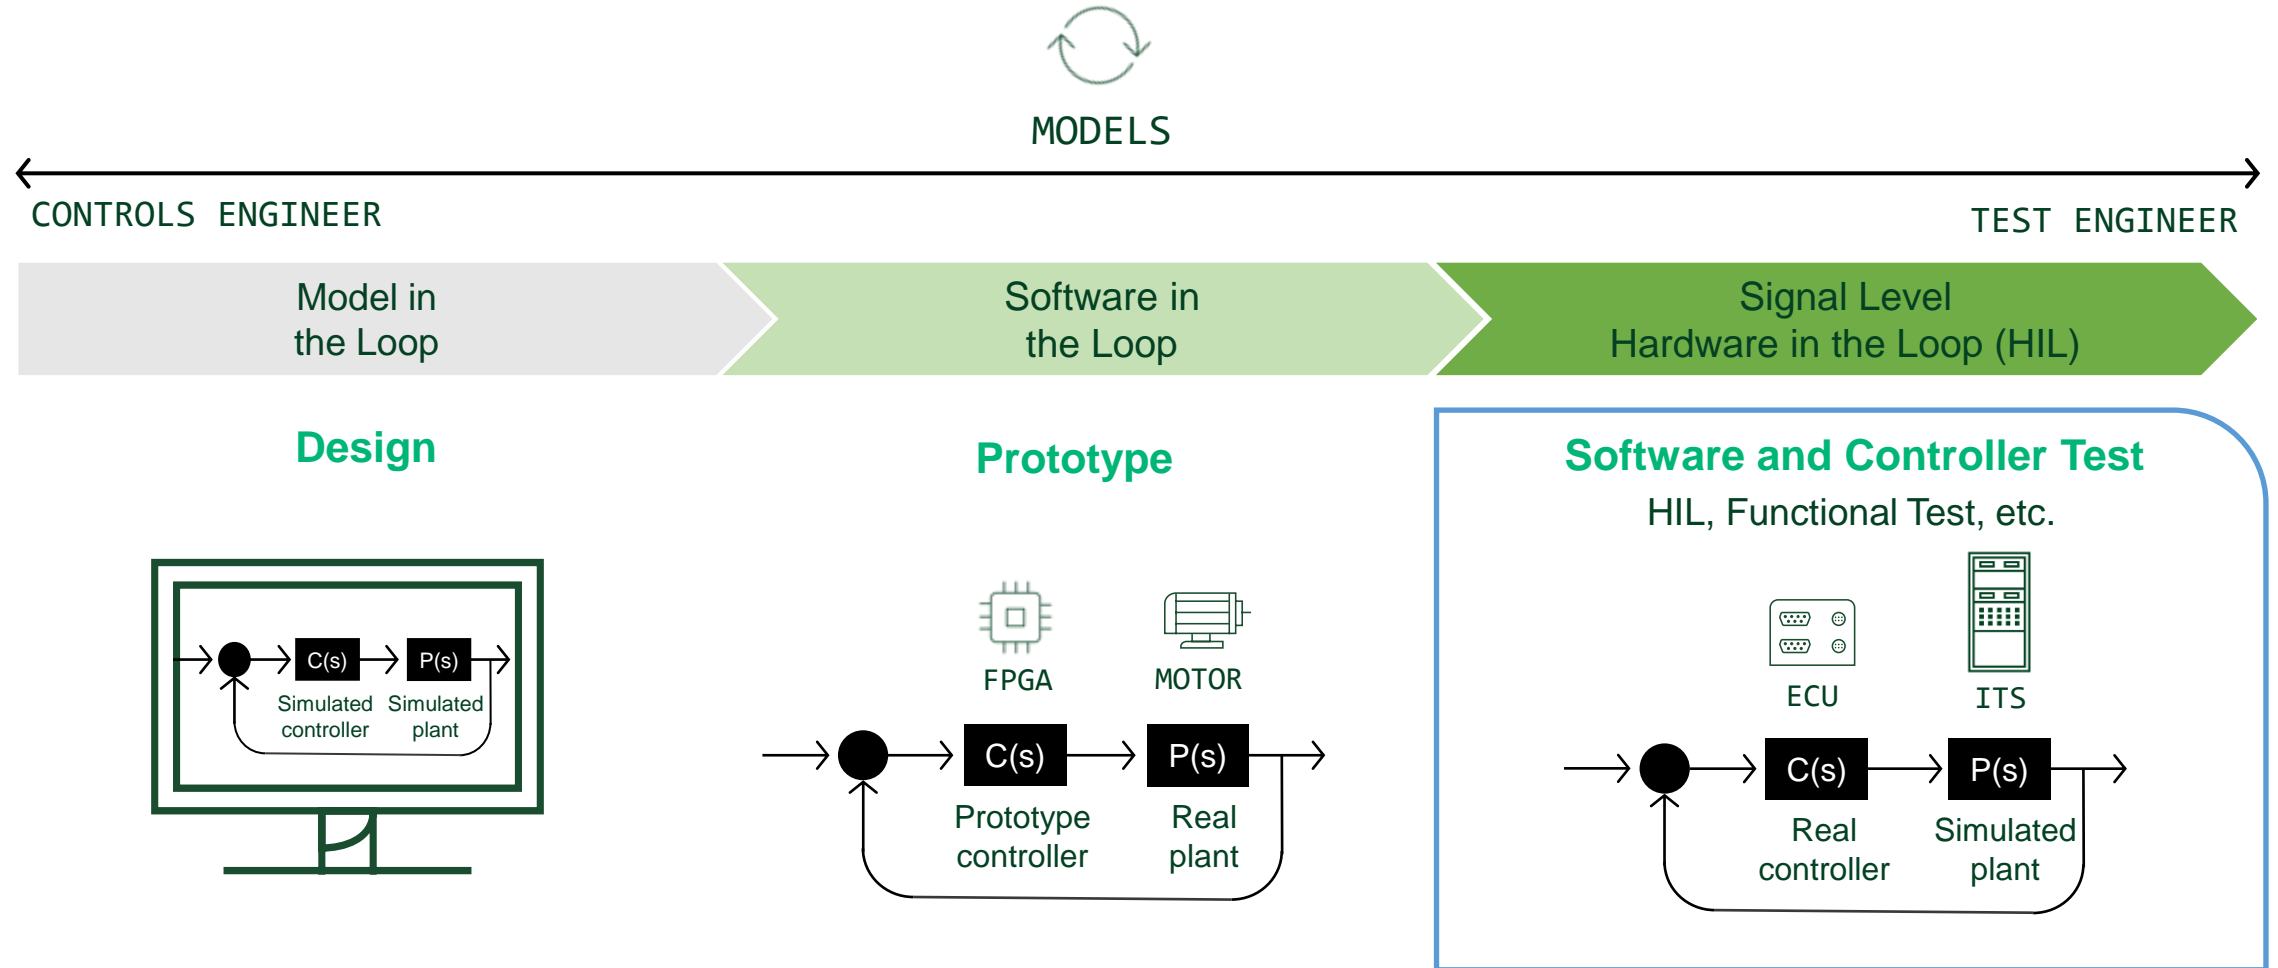 MODELS
CONTROLS ENGINEER
TEST ENGINEER
Model in
the Loop
Software in
the Loop
Signal Level
Hardware in the Loop (HIL)
Design
C(s)
P(s)
Simulated
controller
Simulated
plant
Prototype
FPGA
MOTOR
C(s)
P(s)
Prototype
controller
Real
plant
Software and Controller Test
HIL, Functional Test, etc.
ECU
ITS
C(s)
P(s)
Real
controller
Simulated
plant